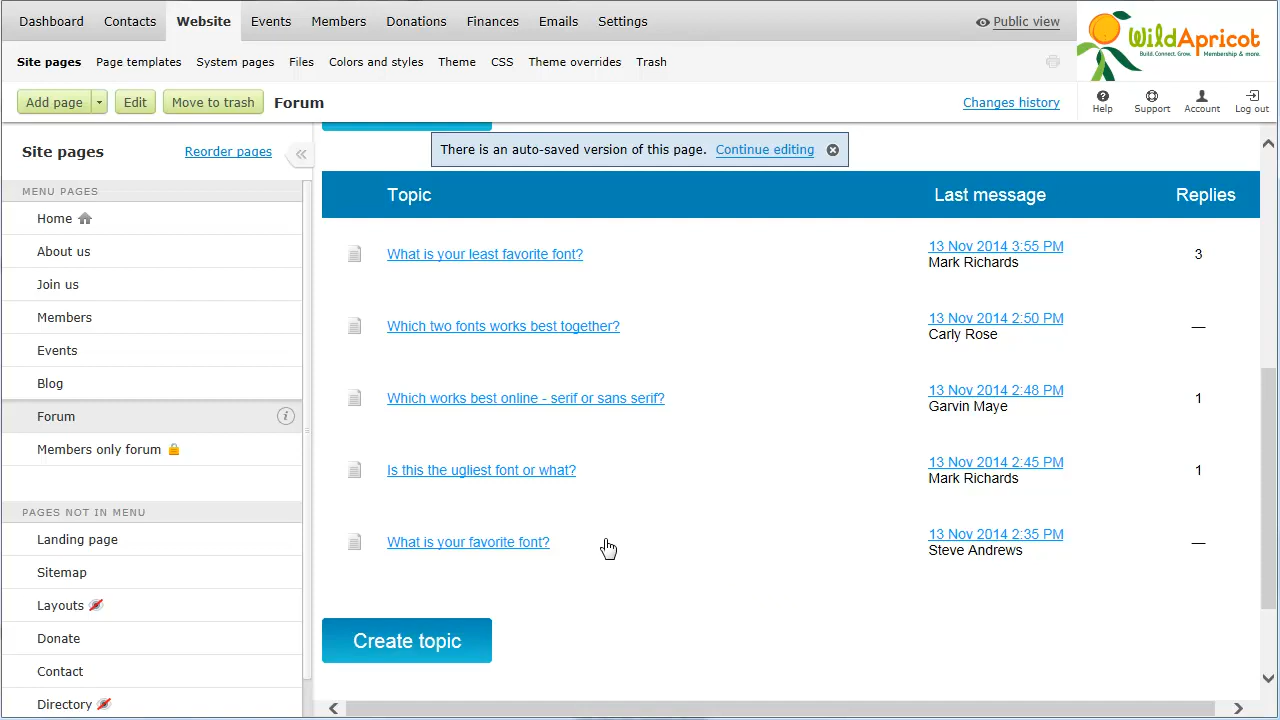 Dashboard Contacts Website Events Members Donations Finances Emails Settings Public view
WildApricot
Build. Connect. Grow. Membership & more.
Site pages Page templates System pages Files Colors and styles CSS Theme overrides Trash
Add page Edit Move to trash Forum Changes history
Help Support Account Log out
Site pages Reorder pages
There is an auto-saved version of this page. Continue editing
MENU PAGES
Home
About us
Join us
Members
Events
Blog
Forum
Members only forum
PAGES NOT IN MENU
Landing page
Sitemap
Layouts
Donate
Contact
Directory
Topic Last message Replies
What is your least favorite font? 13 Nov 2014 3:55 PM 3
Mark Richards
Which two fonts works best together? 13 Nov 2014 2:50 PM —
Carly Rose
Which works best online - serif or sans serif? 13 Nov 2014 2:48 PM 1
Garvin Maye
Is this the ugliest font or what? 13 Nov 2014 2:45 PM 1
Mark Richards
What is your favorite font? 13 Nov 2014 2:35 PM —
Steve Andrews
Create topic